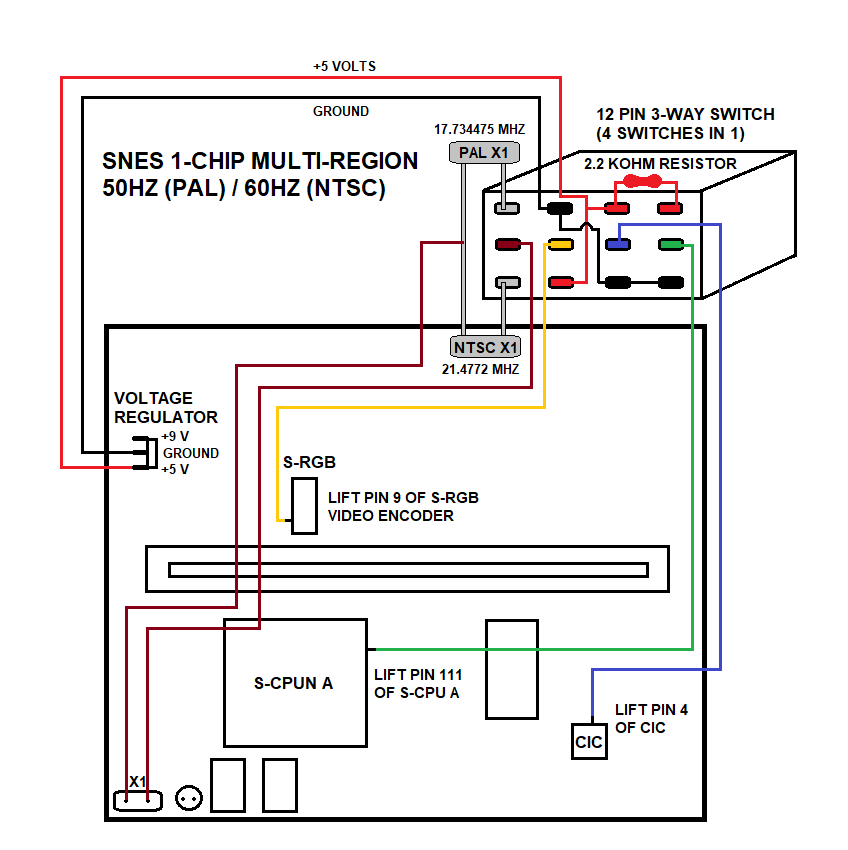 +5 VOLTS
GROUND
12 PIN 3-WAY SWITCH
(4 SWITCHES IN 1)
17.734475 MHZ
PAL X1
SNES 1-CHIP MULTI-REGION
50HZ (PAL) / 60HZ (NTSC)
2.2 KOHM RESISTOR
NTSC X1
21.4772 MHZ
VOLTAGE
REGULATOR
+9 V
GROUND
+5 V
S-RGB
LIFT PIN 9 OF S-RGB
VIDEO ENCODER
S-CPUN A
LIFT PIN 111
OF S-CPU A
LIFT PIN 4
OF CIC
CIC
X1